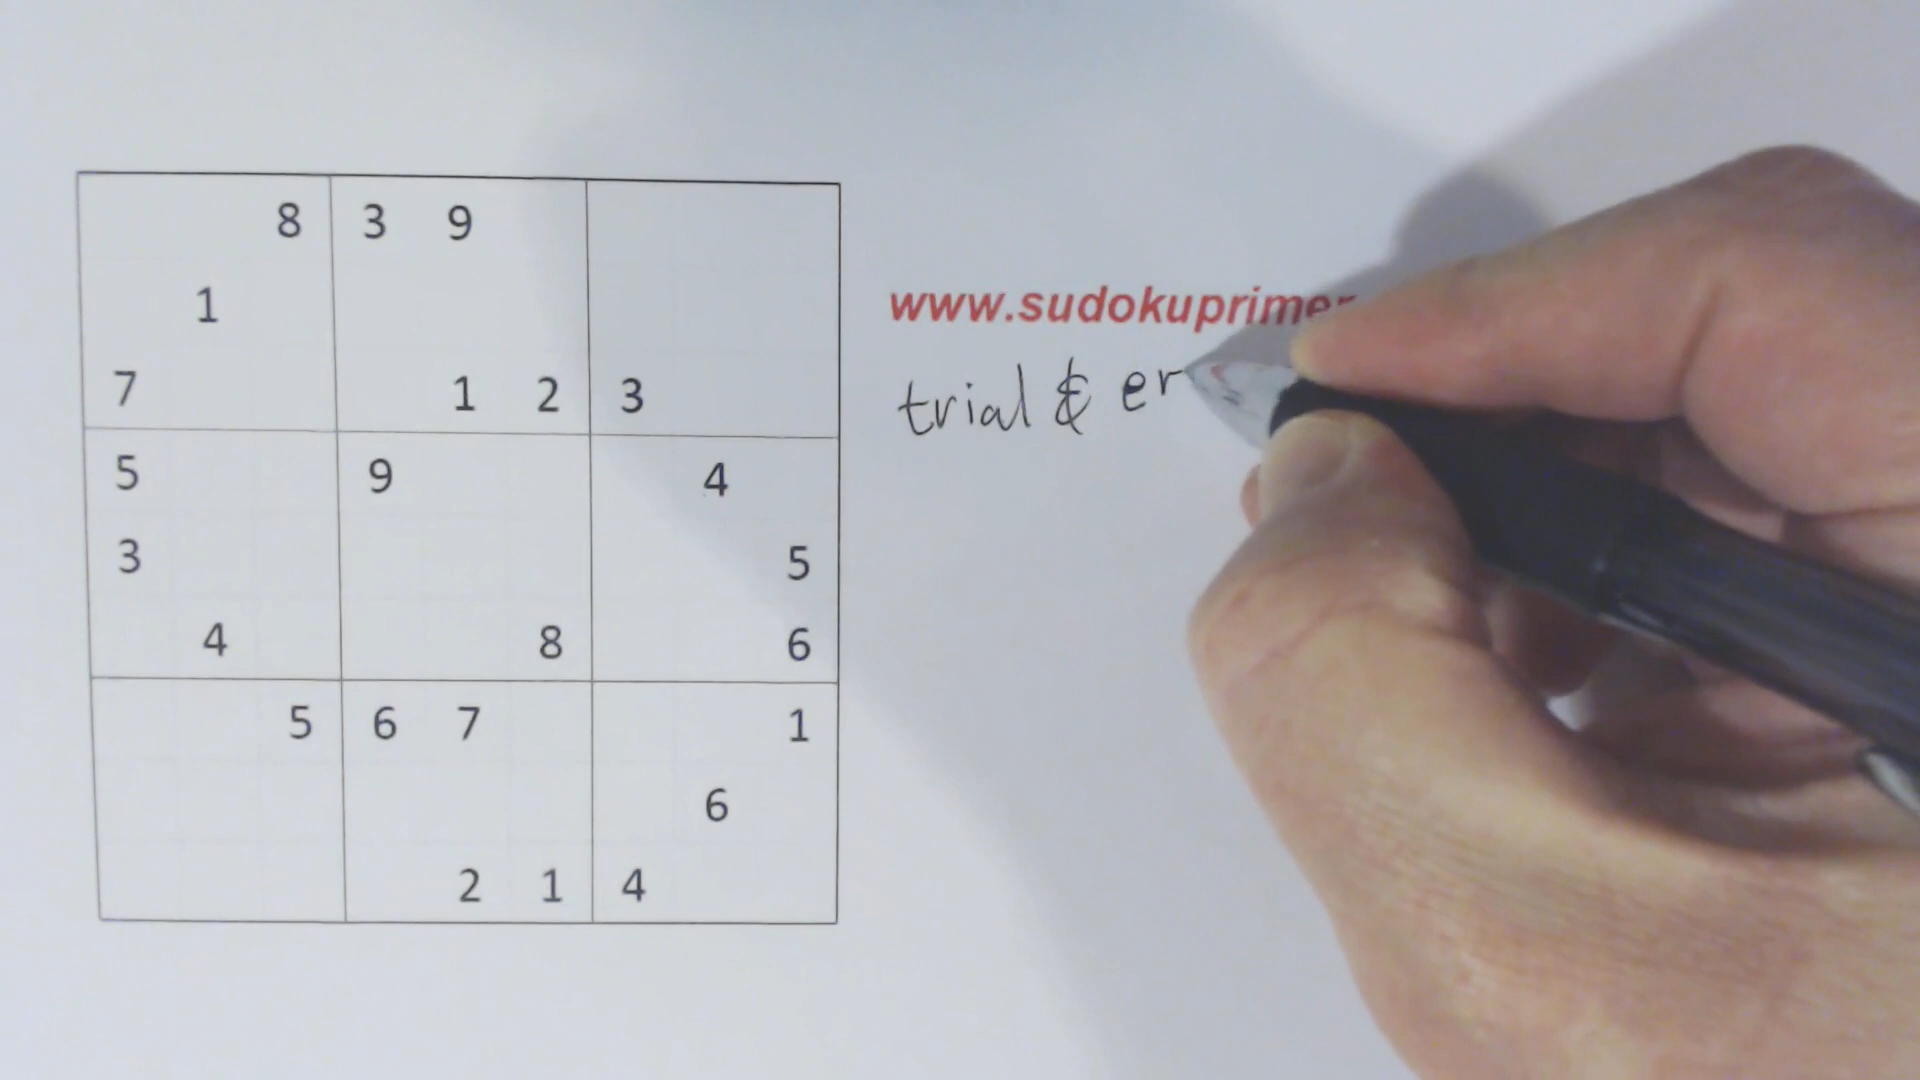 8 3 9
1
7 1 2 3
5 9 4
3 5
4 8 6
5 6 7 1
6
2 1 4
www.sudokuprimer
trial & er